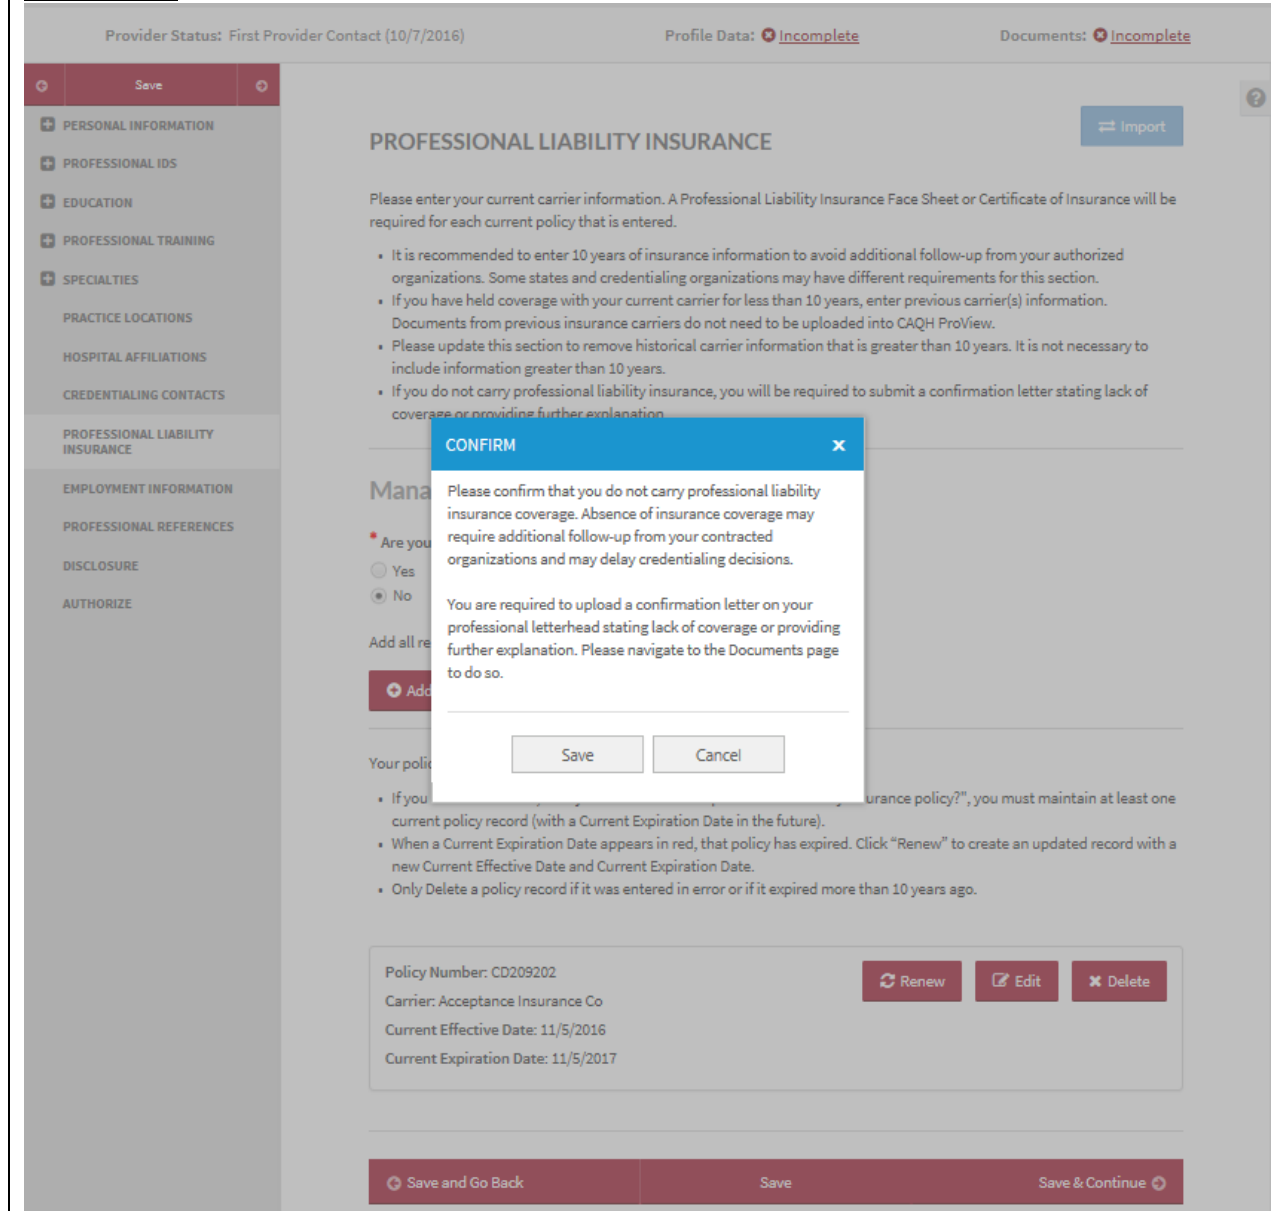 Provider Status: First Provider Contact (10/7/2016) Profile Data: Incomplete Documents: Incomplete
Save
PERSONAL INFORMATION
PROFESSIONAL IDS
EDUCATION
PROFESSIONAL TRAINING
SPECIALTIES
PRACTICE LOCATIONS
HOSPITAL AFFILIATIONS
CREDENTIALING CONTACTS
PROFESSIONAL LIABILITY
INSURANCE
EMPLOYMENT INFORMATION
PROFESSIONAL REFERENCES
DISCLOSURE
AUTHORIZE
Import
PROFESSIONAL LIABILITY INSURANCE
Please enter your current carrier information. A Professional Liability Insurance Face Sheet or Certificate of Insurance will be
required for each current policy that is entered.
• It is recommended to enter 10 years of insurance information to avoid additional follow-up from your authorized
organizations. Some states and credentialing organizations may have different requirements for this section.
• If you have held coverage with your current carrier for less than 10 years, enter previous carrier(s) information.
Documents from previous insurance carriers do not need to be uploaded into CAQH ProView.
• Please update this section to remove historical carrier information that is greater than 10 years. It is not necessary to
include information greater than 10 years.
• If you do not carry professional liability insurance, you will be required to submit a confirmation letter stating lack of
coverage or providing further explanation
CONFIRM x
Please confirm that you do not carry professional liability
insurance coverage. Absence of insurance coverage may
require additional follow-up from your contracted
organizations and may delay credentialing decisions.
You are required to upload a confirmation letter on your
professional letterhead stating lack of coverage or providing
further explanation. Please navigate to the Documents page
to do so.
Save Cancel
Mana
* Are you
Yes
No
Add all re
Add
Your polic
• If you urance policy?", you must maintain at least one
current policy record (with a Current Expiration Date in the future).
• When a Current Expiration Date appears in red, that policy has expired. Click “Renew” to create an updated record with a
new Current Effective Date and Current Expiration Date.
• Only Delete a policy record if it was entered in error or if it expired more than 10 years ago.
Policy Number: CD209202
Carrier: Acceptance Insurance Co
Current Effective Date: 11/5/2016
Current Expiration Date: 11/5/2017
Renew Edit Delete
Save and Go Back Save Save & Continue